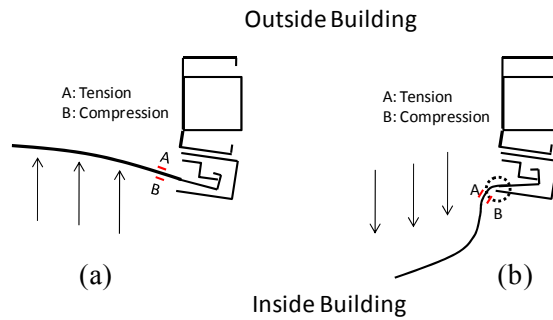 Outside Building
A: Tension
B: Compression
A
B
(a)
A: Tension
B: Compression
A
B
(b)
Inside Building